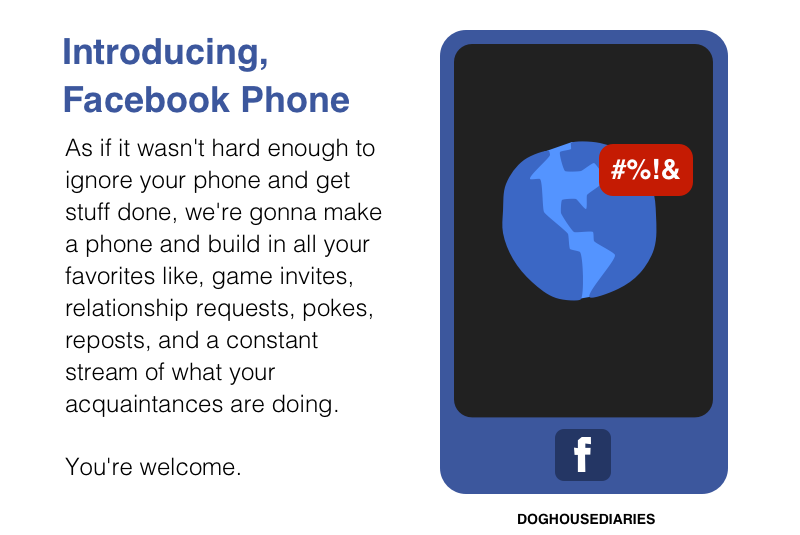 Introducing,
Facebook Phone
As if it wasn't hard enough to
ignore your phone and get
stuff done, we're gonna make
a phone and build in all your
favorites like, game invites,
relationship requests, pokes,
reposts, and a constant
stream of what your
acquaintances are doing.
You're welcome.
#%!&
f
DOGHOUSEDIARIES